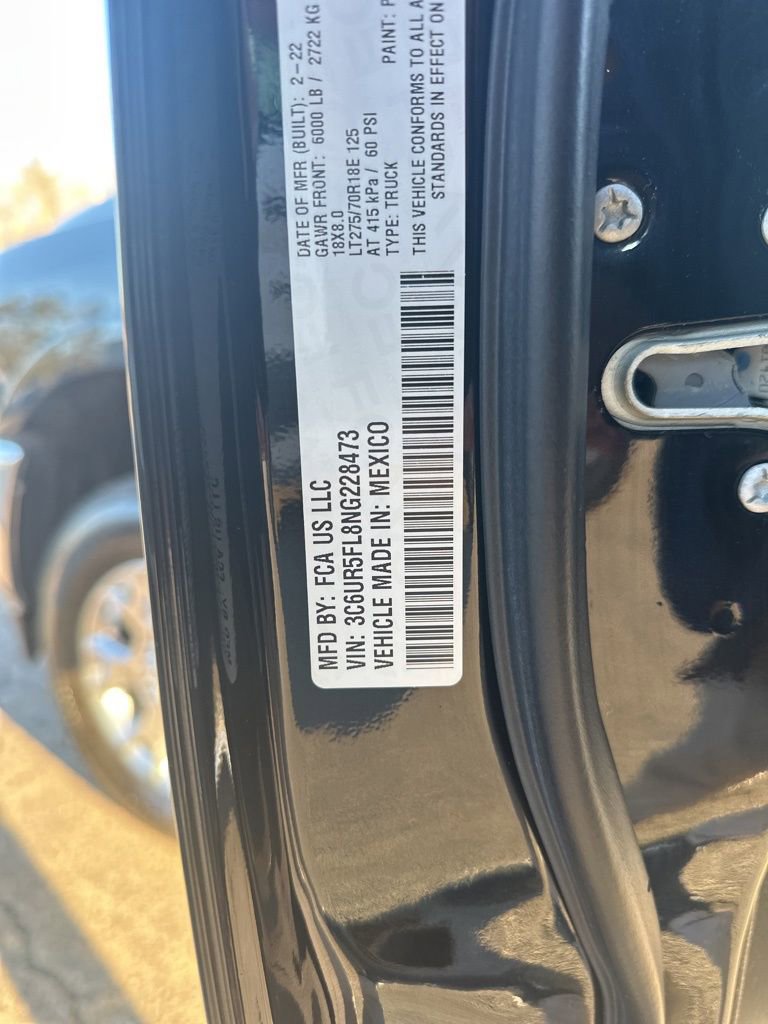 MFD BY: FCA US LLC
VIN: 3C6UR5FL8NG228473
VEHICLE MADE IN: MEXICO
DATE OF MFR (BUILT): 2-22
GAWR FRONT: 6000 LB / 2722 KG
18X8.0
LT275/70R18E 125
AT 415 kPa / 60 PSI
TYPE: TRUCK
PAINT: P
THIS VEHICLE CONFORMS TO ALL A
STANDARDS IN EFFECT ON